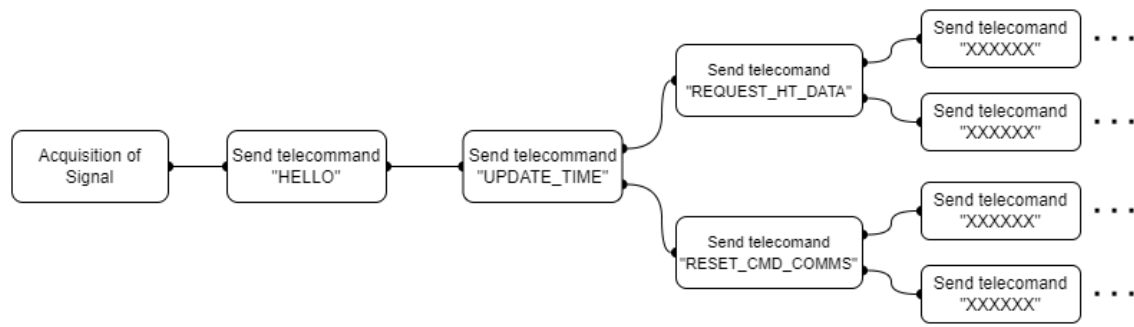 Acquisition of
Signal
Send telecommand
"HELLO"
Send telecommand
"UPDATE_TIME"
Send telecomand
"REQUEST_HT_DATA"
Send telecomand
"RESET_CMD_COMMS"
Send telecomand
"XXXXXX"
...
Send telecomand
"XXXXXX"
...
Send telecomand
"XXXXXX"
...
Send telecomand
"XXXXXX"
...